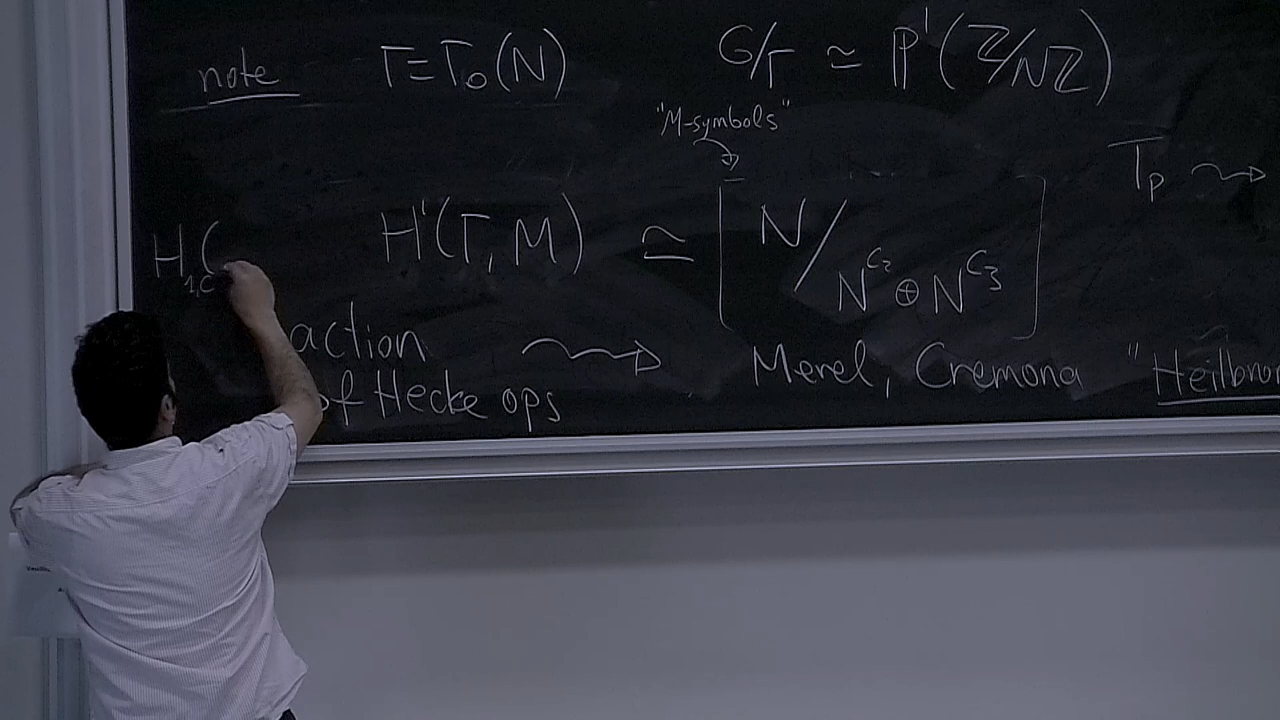 note Γ = Γ₀(N) G/Γ ≃ ℙ¹(ℤ/Nℤ)
"M-symbols"
T_p ⇝
H_{1,c}( H¹(Γ, M) ≃ [ N / N^{C₂} ⊕ N^{C₃} ]
action ⇝ Merel, Cremona "Heilbron
of Hecke ops